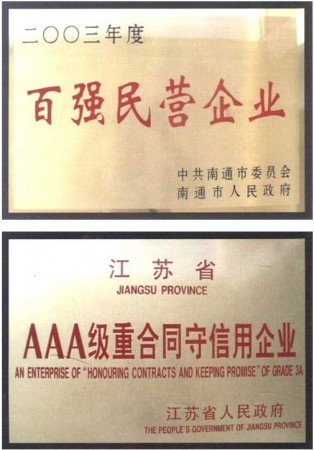 二〇〇三年度
百强民营企业
中共南通市委员会
南通市人民政府
江苏省
JIANGSU PROVINCE
AAA级重合同守信用企业
AN ENTERPRISE OF "HONOURING CONTRACTS AND KEEPING PROMISE" OF GRADE 3A
江苏省人民政府
THE PEOPLE'S GOVERNMENT OF JIANGSU PROVINCE